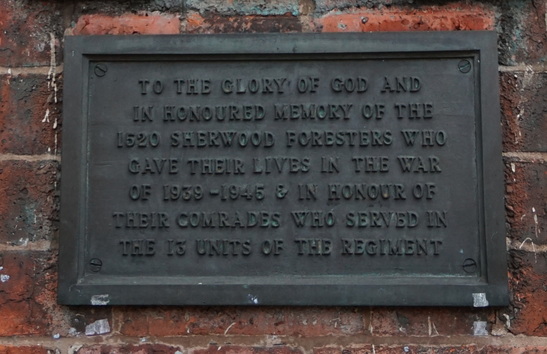 TO THE GLORY OF GOD AND
IN HONOURED MEMORY OF THE
1520 SHERWOOD FORESTERS WHO
GAVE THEIR LIVES IN THE WAR
OF 1939-1945 & IN HONOUR OF
THEIR COMRADES WHO SERVED IN
THE 13 UNITS OF THE REGIMENT